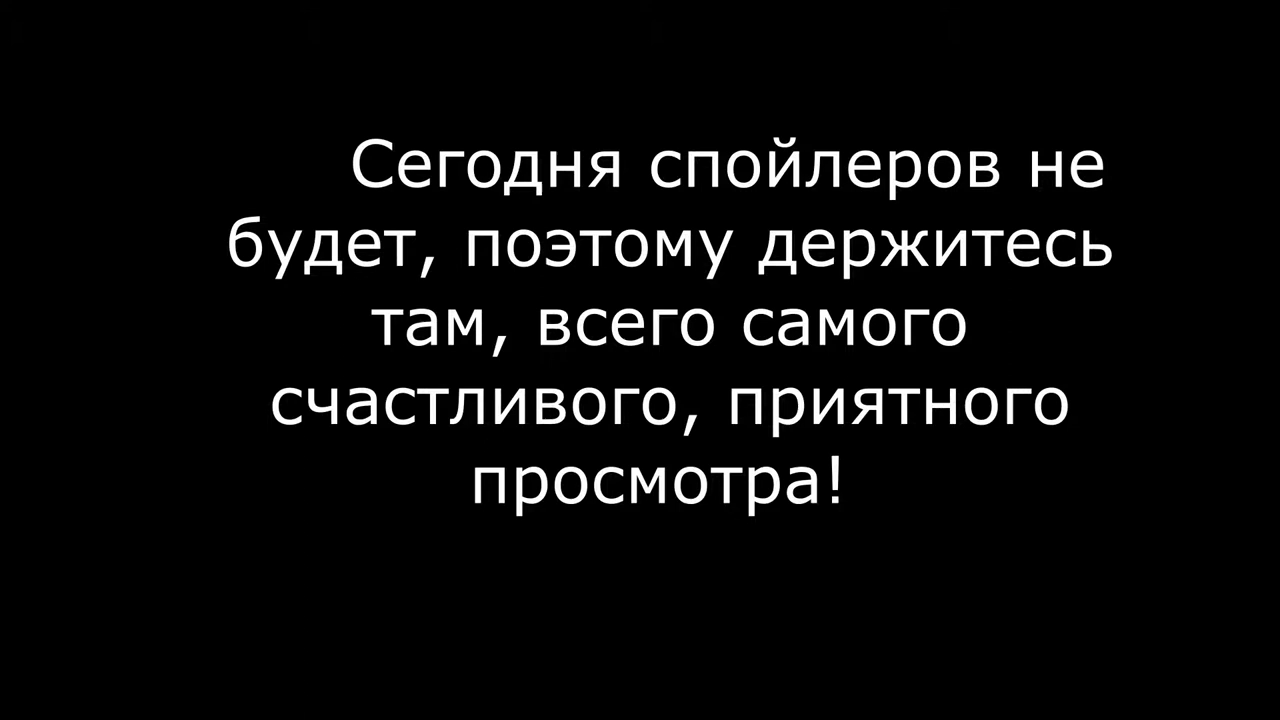 Сегодня спойлеров не
будет, поэтому держитесь
там, всего самого
счастливого, приятного
просмотра!